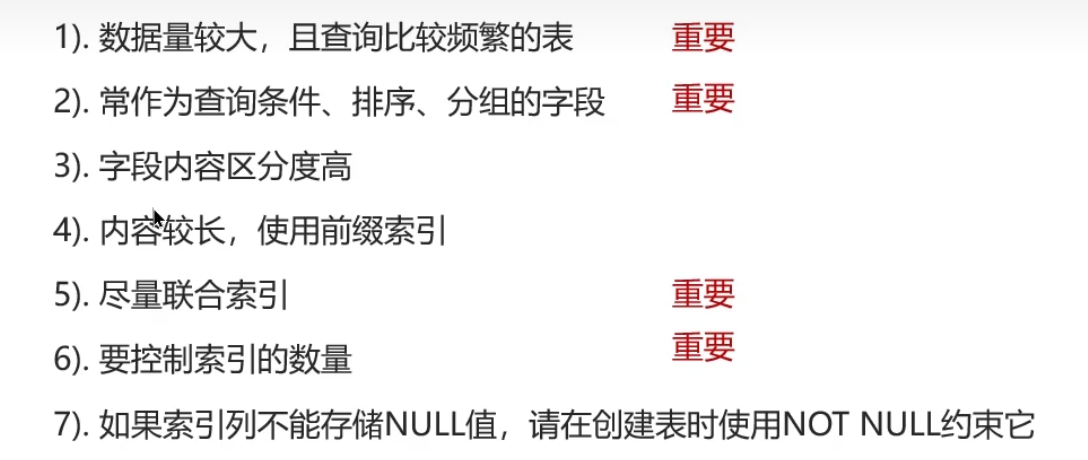 1). 数据量较大，且查询比较频繁的表 重要
2). 常作为查询条件、排序、分组的字段 重要
3). 字段内容区分度高
4). 内容较长，使用前缀索引
5). 尽量联合索引 重要
6). 要控制索引的数量 重要
7). 如果索引列不能存储NULL值，请在创建表时使用NOT NULL约束它